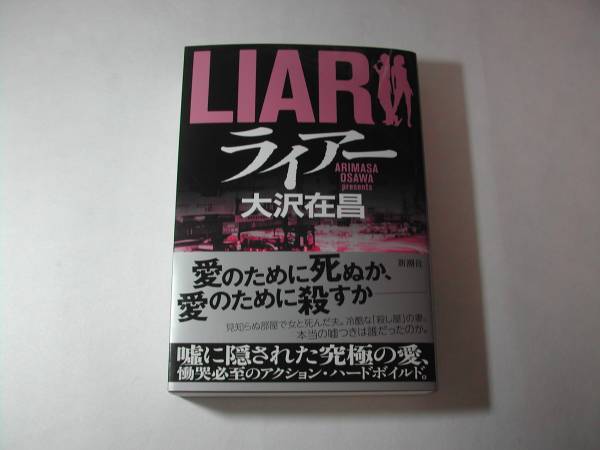 LIAR
ライアー
ARIMASA
OSAWA
presents
大沢在昌
新潮社
愛のために死ぬか、
愛のために殺すか
見知らぬ部屋で女と死んだ夫。冷酷な「殺し屋」の妻。
本当の嘘つきは誰だったのか。
嘘に隠された究極の愛、
慟哭必至のアクション・ハードボイルド。